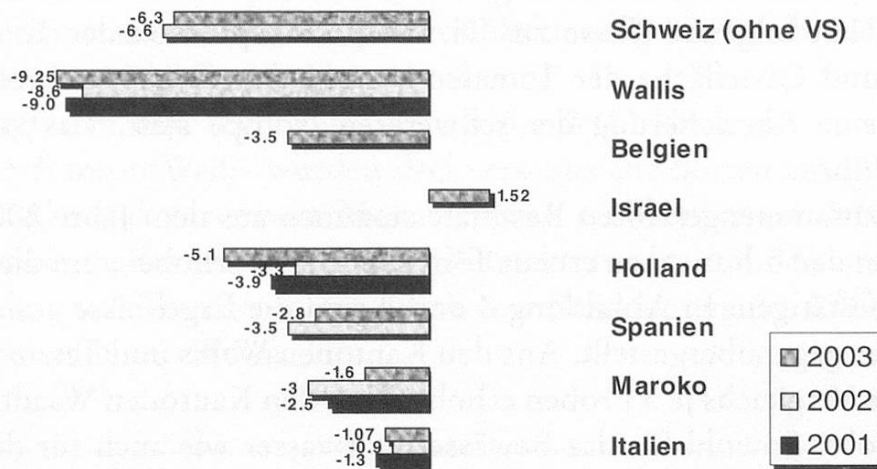 -6.3
-6.6
Schweiz (ohne VS)
-9.25
-8.6
-9.0
Wallis
-3.5
Belgien
1.52
Israel
-5.1
-3.3
-3.9
Holland
-2.8
-3.5
Spanien
-1.6
-3
-2.5
Maroko
-1.07
-0.9
-1.3
Italien
2003
2002
2001